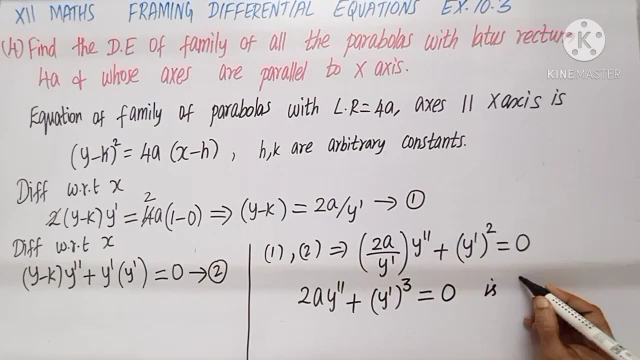 XII MATHS FRAMING DIFFERENTIAL EQUATIONS EX.10.3
(4) Find the D.E of family of all the parabolas with latus rectum
4a & whose axes are parallel to X axis.
KINEMASTER
Equation of family of parabolas with L.R=4a, axes || X axis is
(y-k)² = 4a (x-h), h,k are arbitrary constants.
Diff w.r.t x
2(y-k)y' = 4a(1-0) ⇒ (y-k) = 2a/y' → ①
2
Diff w.r.t x
(y-k)y'' + y'(y') = 0 → ②
(1), (2) ⇒ (2a/y') y'' + (y')² = 0
2ay'' + (y')³ = 0 is